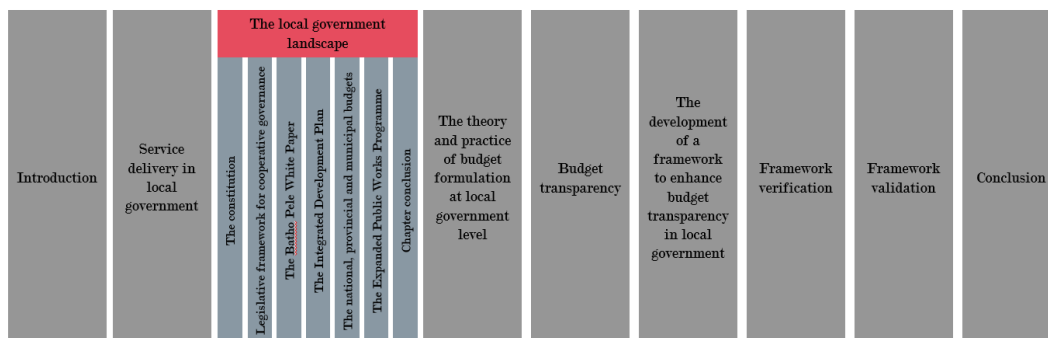 Introduction
Service
delivery in
local
government
The local government
landscape
The constitution
Legislative framework for cooperative governance
The Batho Pele White Paper
The Integrated Development Plan
The national, provincial and municipal budgets
The Expanded Public Works Programme
Chapter conclusion
The theory
and practice
of budget
formulation
at local
government
level
Budget
transparency
The
development
of a
framework
to enhance
budget
transparency
in local
government
Framework
verification
Framework
validation
Conclusion